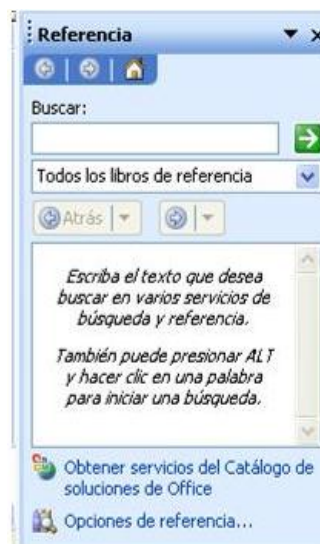 Referencia
Buscar:
Todos los libros de referencia
Atrás
Escriba el texto que desea
buscar en varios servicios de
búsqueda y referencia.
También puede presionar ALT
y hacer clic en una palabra
para iniciar una búsqueda.
Obtener servicios del Catálogo de
soluciones de Office
Opciones de referencia...